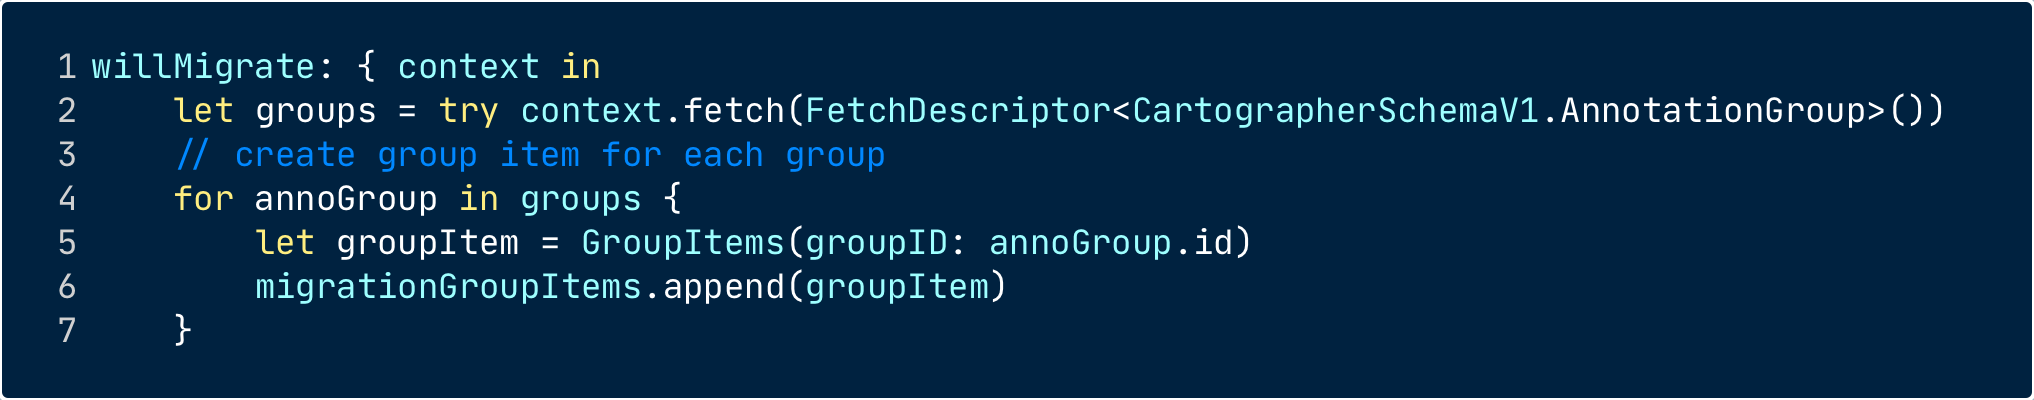 1 willMigrate: { context in
2     let groups = try context.fetch(FetchDescriptor<CartographerSchemaV1.AnnotationGroup>())
3     // create group item for each group
4     for annoGroup in groups {
5         let groupItem = GroupItems(groupID: annoGroup.id)
6         migrationGroupItems.append(groupItem)
7     }